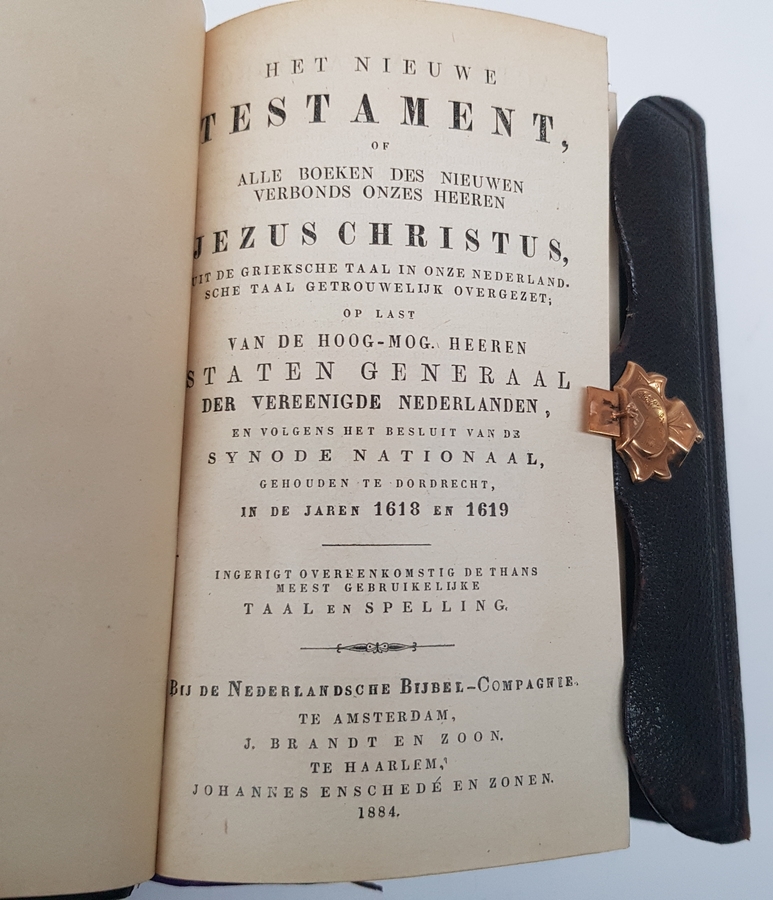 HET NIEUWE
TESTAMENT,
OF
ALLE BOEKEN DES NIEUWEN
VERBONDS ONZES HEEREN
JEZUS CHRISTUS,
UIT DE GRIEKSCHE TAAL IN ONZE NEDERLAND-
SCHE TAAL GETROUWELIJK OVERGEZET;
OP LAST
VAN DE HOOG-MOG. HEEREN
STATEN GENERAAL
DER VEREENIGDE NEDERLANDEN,
EN VOLGENS HET BESLUIT VAN DE
SYNODE NATIONAAL,
GEHOUDEN TE DORDRECHT,
IN DE JAREN 1618 EN 1619
INGERIGT OVEREENKOMSTIG DE THANS
MEEST GEBRUIKELIJKE
TAAL EN SPELLING.
BIJ DE NEDERLANDSCHE BIJBEL-COMPAGNIE.
TE AMSTERDAM,
J. BRANDT EN ZOON.
TE HAARLEM,
JOHANNES ENSCHEDÉ EN ZONEN.
1884.